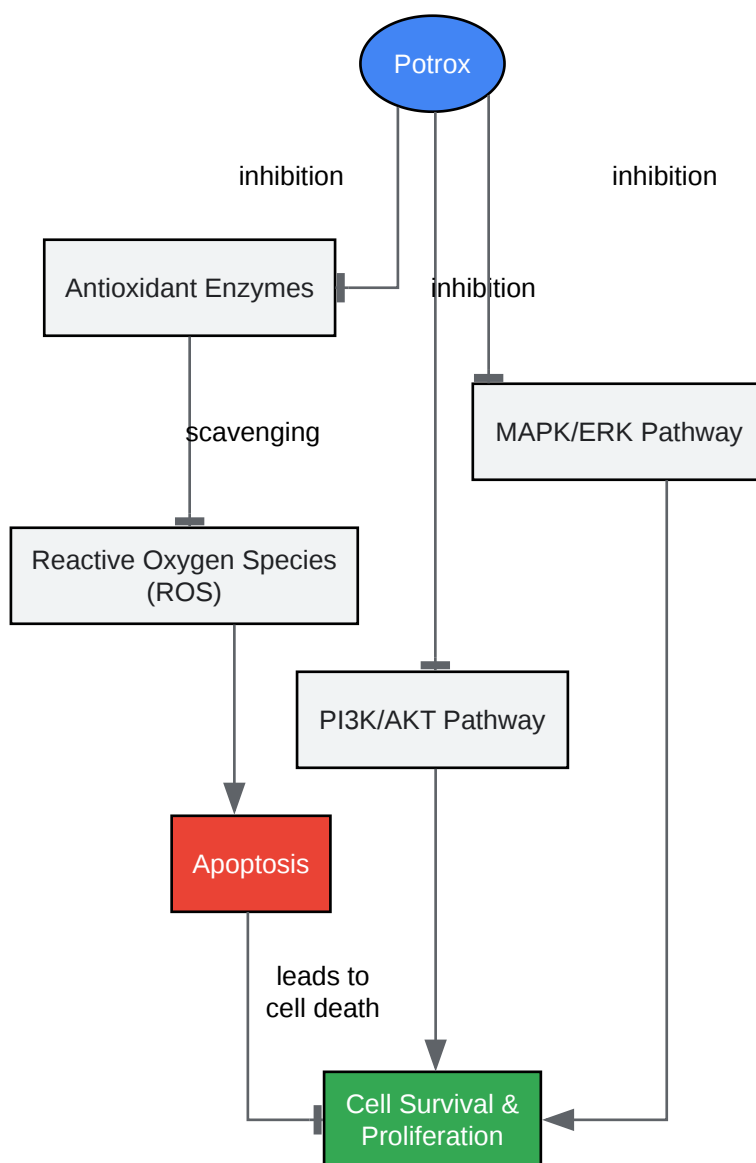 Potrox
inhibition
inhibition
Antioxidant Enzymes
inhibition
scavenging
MAPK/ERK Pathway
Reactive Oxygen Species
(ROS)
PI3K/AKT Pathway
Apoptosis
leads to
cell death
Cell Survival &
Proliferation